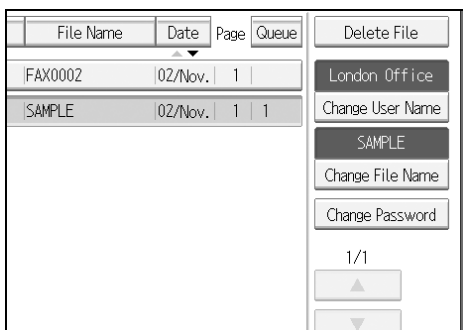 File Name Date Page Queue
FAX0002 02/Nov. 1
SAMPLE 02/Nov. 1 1
Delete File
London Office
Change User Name
SAMPLE
Change File Name
Change Password
1/1